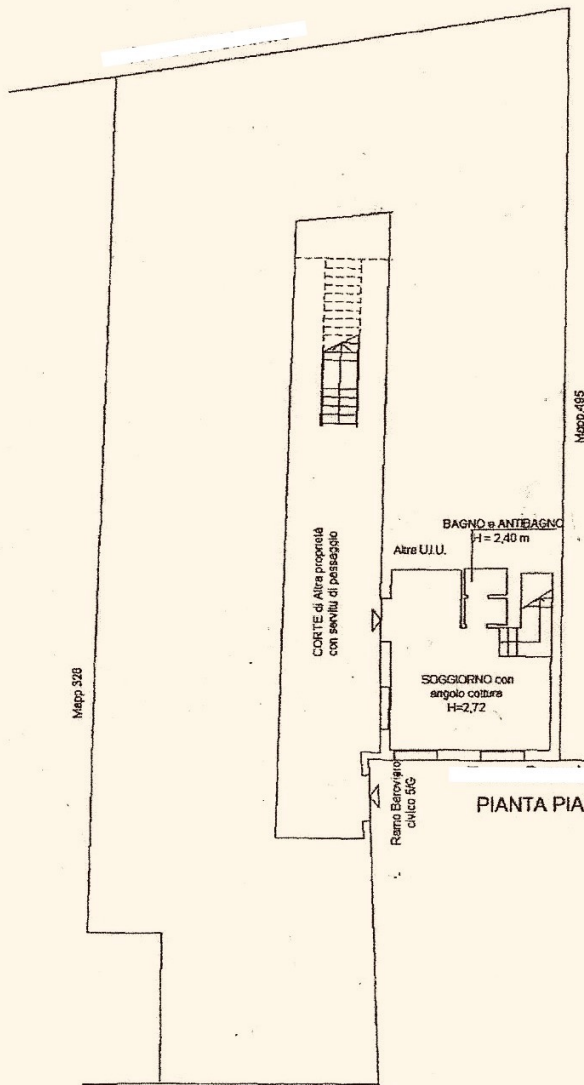 Mapp.495
BAGNO e ANTIBAGNO
H = 2,40 m
Altra U.I.U.
CORTE di Altra proprietà
con servitù di passaggio
Mapp 328
SOGGIORNO con
angolo cottura
H=2,72
Ramo Baroviaro
civico 5/G
PIANTA PIA